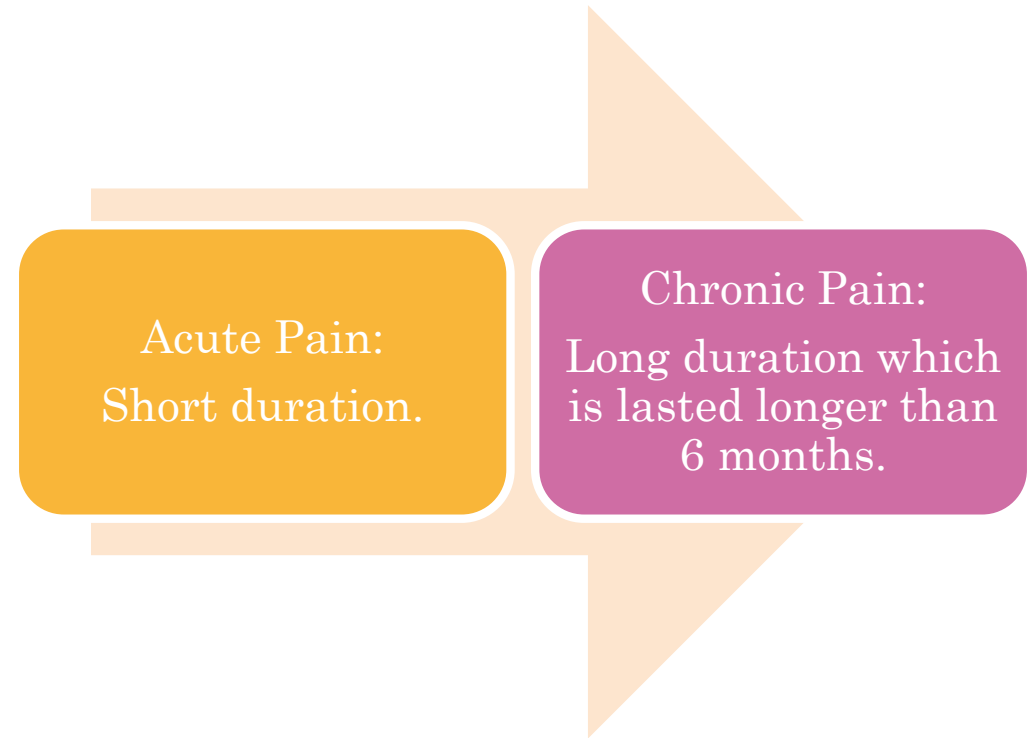 Acute Pain:
Short duration.
Chronic Pain:
Long duration which
is lasted longer than
6 months.